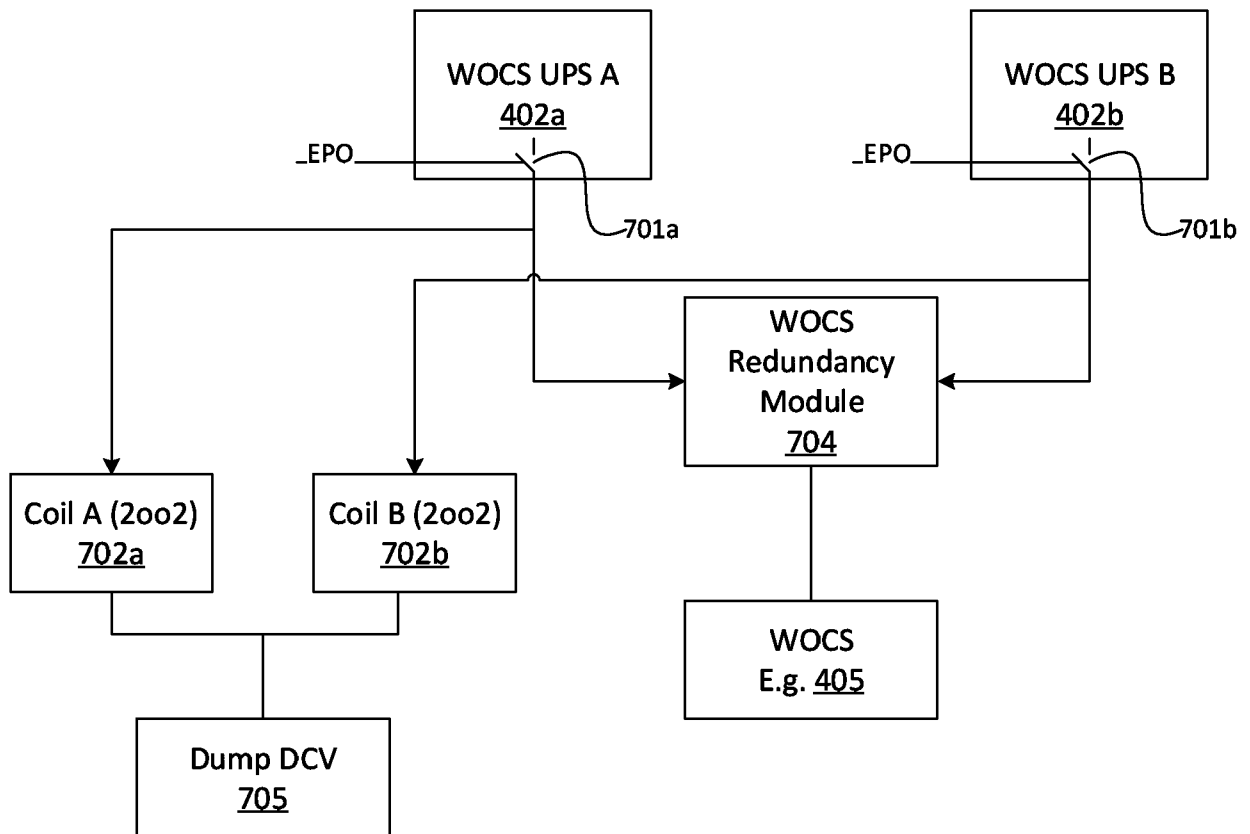 WOCS UPS A
402a
WOCS UPS B
402b
_EPO
_EPO
701a
701b
WOCS
Redundancy
Module
704
Coil A (2oo2)
702a
Coil B (2oo2)
702b
WOCS
E.g. 405
Dump DCV
705